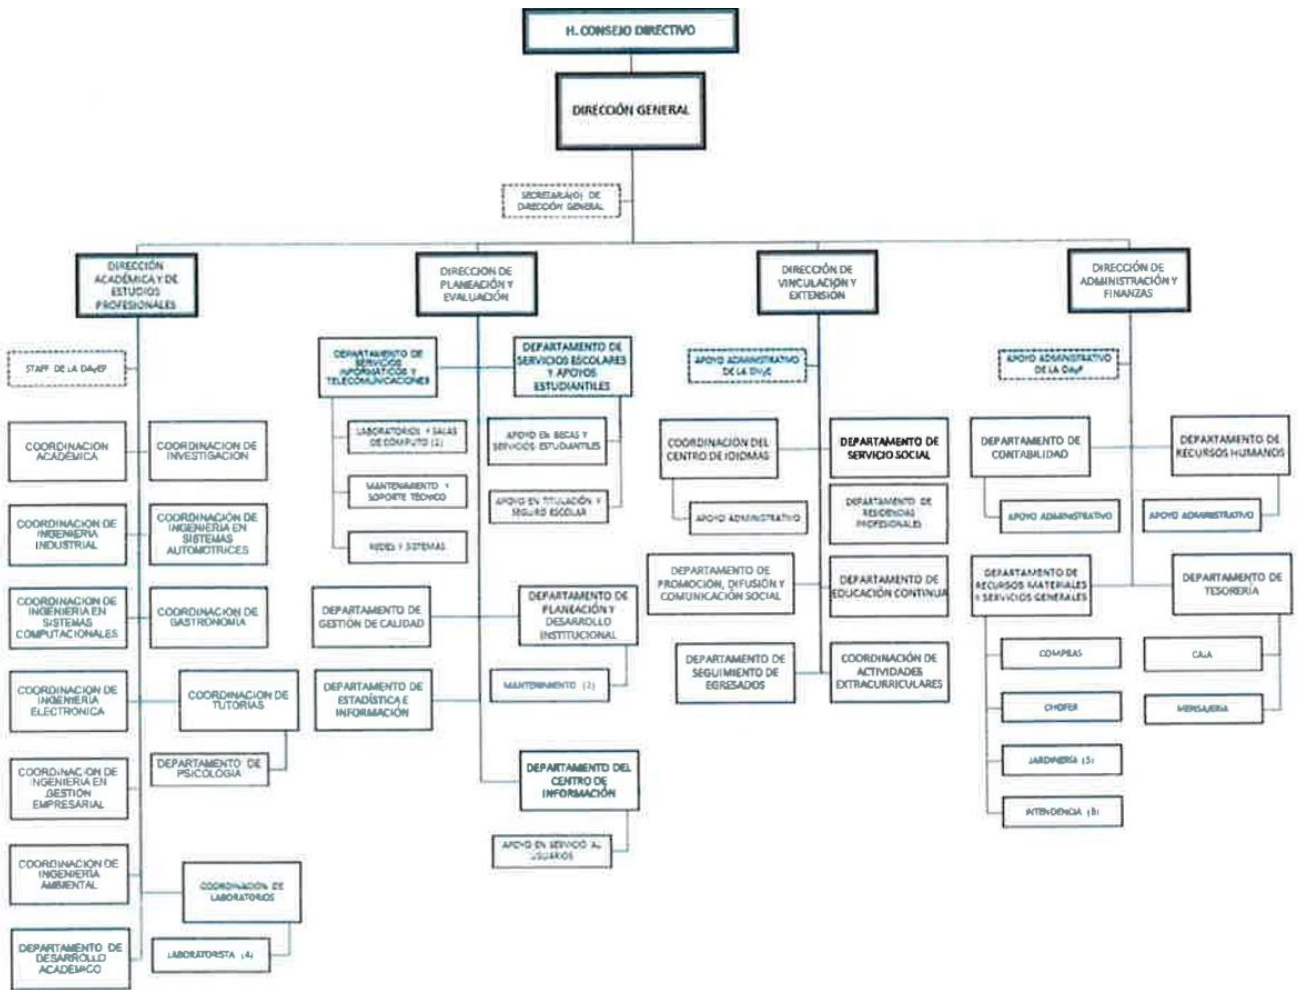 H. CONSEJO DIRECTIVO
DIRECCIÓN GENERAL
SECRETARIA(O) DE
DIRECCIÓN GENERAL
DIRECCIÓN
ACADÉMICA Y DE
ESTUDIOS
PROFESIONALES
DIRECCION DE
PLANEACIÓN Y
EVALUACIÓN
DIRECCIÓN DE
VINCULACIÓN Y
EXTENSION
DIRECCIÓN DE
ADMINISTRACIÓN Y
FINANZAS
STAFF DE LA DAyEP
COORDINACION
ACADÉMICA
COORDINACION DE
INVESTIGACION
COORDINACION DE
INGENIERIA
INDUSTRIAL
COORDINACIÓN DE
INGENIERIA EN
SISTEMAS
AUTOMOTRICES
COORDINACION DE
INGENIERIA EN
SISTEMAS
COMPUTACIONALES
COORDINACION DE
GASTRONOMIA
COORDINACION DE
INGENIERIA
ELECTRONICA
COORDINACION DE
TUTORIAS
DEPARTAMENTO DE
PSICOLOGIA
COORDINACION DE
INGENIERIA EN
GESTION
EMPRESARIAL
COORDINACION DE
INGENIERÍA
AMBIENTAL
COORDINACION DE
LABORATORIOS
LABORATORISTA (4)
DEPARTAMENTO DE
DESARROLLO
ACADÉMICO
DEPARTAMENTO DE
SERVICIOS
INFORMATICOS Y
TELECOMUNICACIONES
DEPARTAMENTO DE
SERVICIOS ESCOLARES
Y APOYOS
ESTUDIANTILES
LABORATORIOS Y SALAS
DE CÓMPUTO (2)
MANTENIMIENTO Y
SOPORTE TÉCNICO
REDES Y SISTEMAS
APOYO EN BECAS Y
SERVICIOS ESTUDIANTILES
APOYO EN TITULACIÓN Y
SEGURO ESCOLAR
DEPARTAMENTO DE
GESTIÓN DE CALIDAD
DEPARTAMENTO DE
PLANEACIÓN Y
DESARROLLO
INSTITUCIONAL
MANTENIMIENTO (2)
DEPARTAMENTO DE
ESTADÍSTICA E
INFORMACIÓN
DEPARTAMENTO DEL
CENTRO DE
INFORMACIÓN
APOYO EN SERVICIO AL
USUARIOS
APOYO ADMINISTRATIVO
DE LA DVyE
COORDINACIÓN DEL
CENTRO DE IDIOMAS
DEPARTAMENTO DE
SERVICIO SOCIAL
APOYO ADMINISTRATIVO
DEPARTAMENTO DE
RESIDENCIAS
PROFESIONALES
DEPARTAMENTO DE
PROMOCIÓN, DIFUSIÓN Y
COMUNICACIÓN SOCIAL
DEPARTAMENTO DE
EDUCACIÓN CONTINUA
DEPARTAMENTO DE
SEGUIMIENTO DE
EGRESADOS
COORDINACIÓN DE
ACTIVIDADES
EXTRACURRICULARES
APOYO ADMINISTRATIVO
DE LA DAyF
DEPARTAMENTO DE
CONTABILIDAD
DEPARTAMENTO DE
RECURSOS HUMANOS
APOYO ADMINISTRATIVO
APOYO ADMINISTRATIVO
DEPARTAMENTO DE
RECURSOS MATERIALES
Y SERVICIOS GENERALES
DEPARTAMENTO DE
TESORERÍA
COMPRAS
CHOFER
JARDINERÍA (3)
INTENDENCIA (8)
CAJA
MENSAJERIA